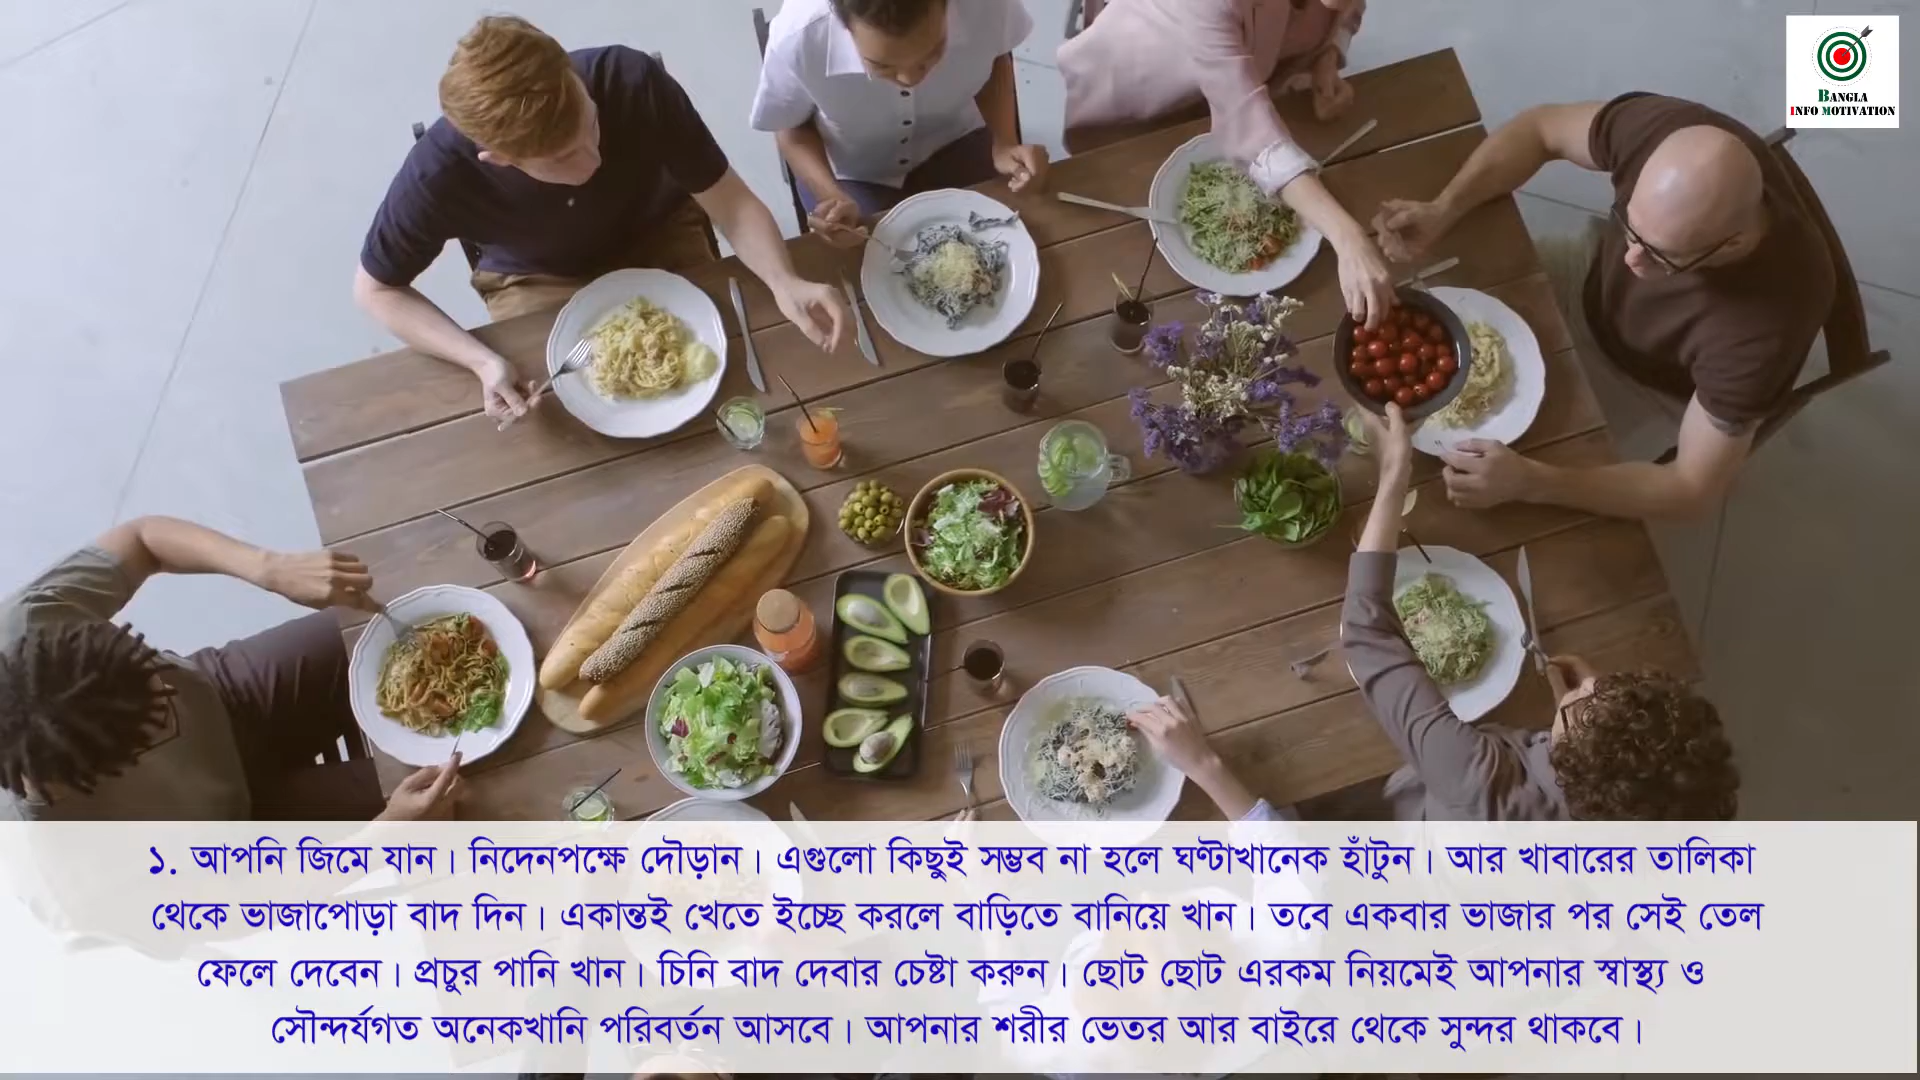 BANGLA
INFO MOTIVATION
১. আপনি জিমে যান। নিদেনপক্ষে দৌড়ান। এগুলো কিছুই সম্ভব না হলে ঘণ্টাখানেক হাঁটুন। আর খাবারের তালিকা
থেকে ভাজাপোড়া বাদ দিন। একান্তই খেতে ইচ্ছে করলে বাড়িতে বানিয়ে খান। তবে একবার ভাজার পর সেই তেল
ফেলে দেবেন। প্রচুর পানি খান। চিনি বাদ দেবার চেষ্টা করুন। ছোট ছোট এরকম নিয়মেই আপনার স্বাস্থ্য ও
সৌন্দর্যগত অনেকখানি পরিবর্তন আসবে। আপনার শরীর ভেতর আর বাইরে থেকে সুন্দর থাকবে।